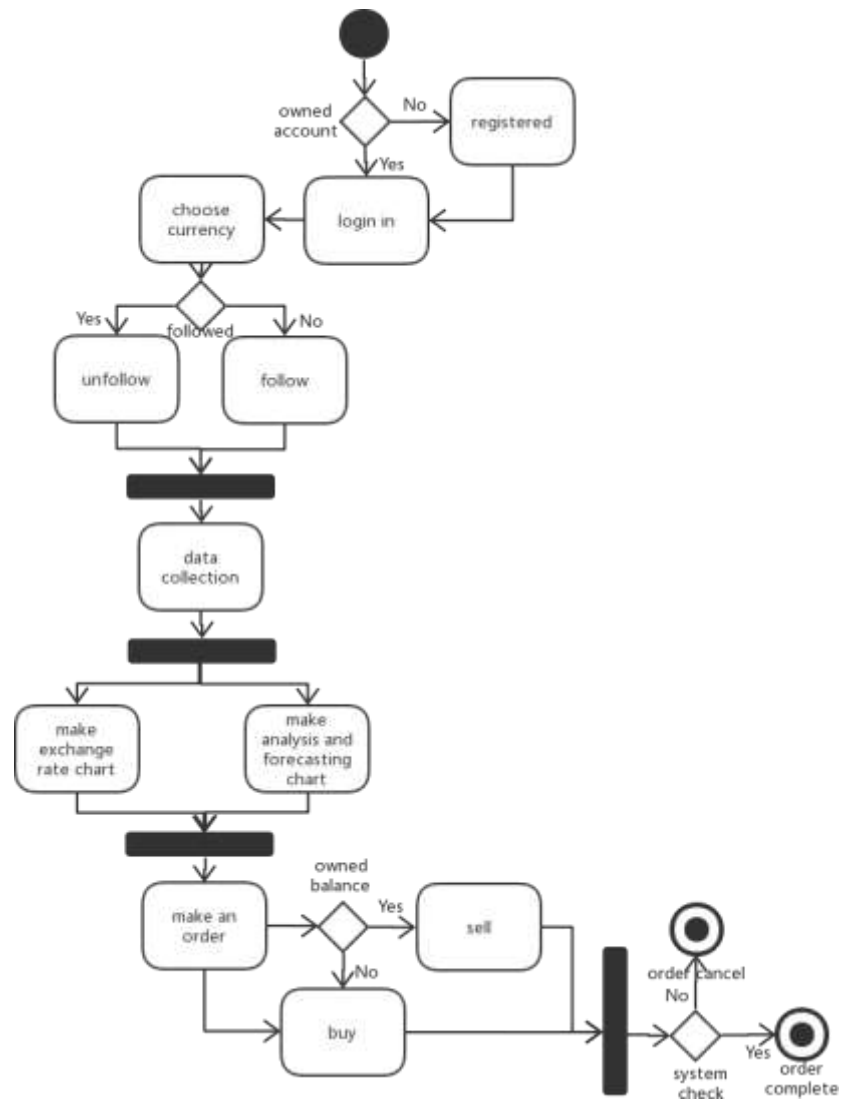 owned
account
No
registered
Yes
login in
choose
currency
Yes
followed
No
unfollow
follow
data
collection
make
exchange
rate chart
make
analysis and
forecasting
chart
owned
balance
make an
order
Yes
sell
No
buy
order cancel
No
system
check
Yes
order
complete